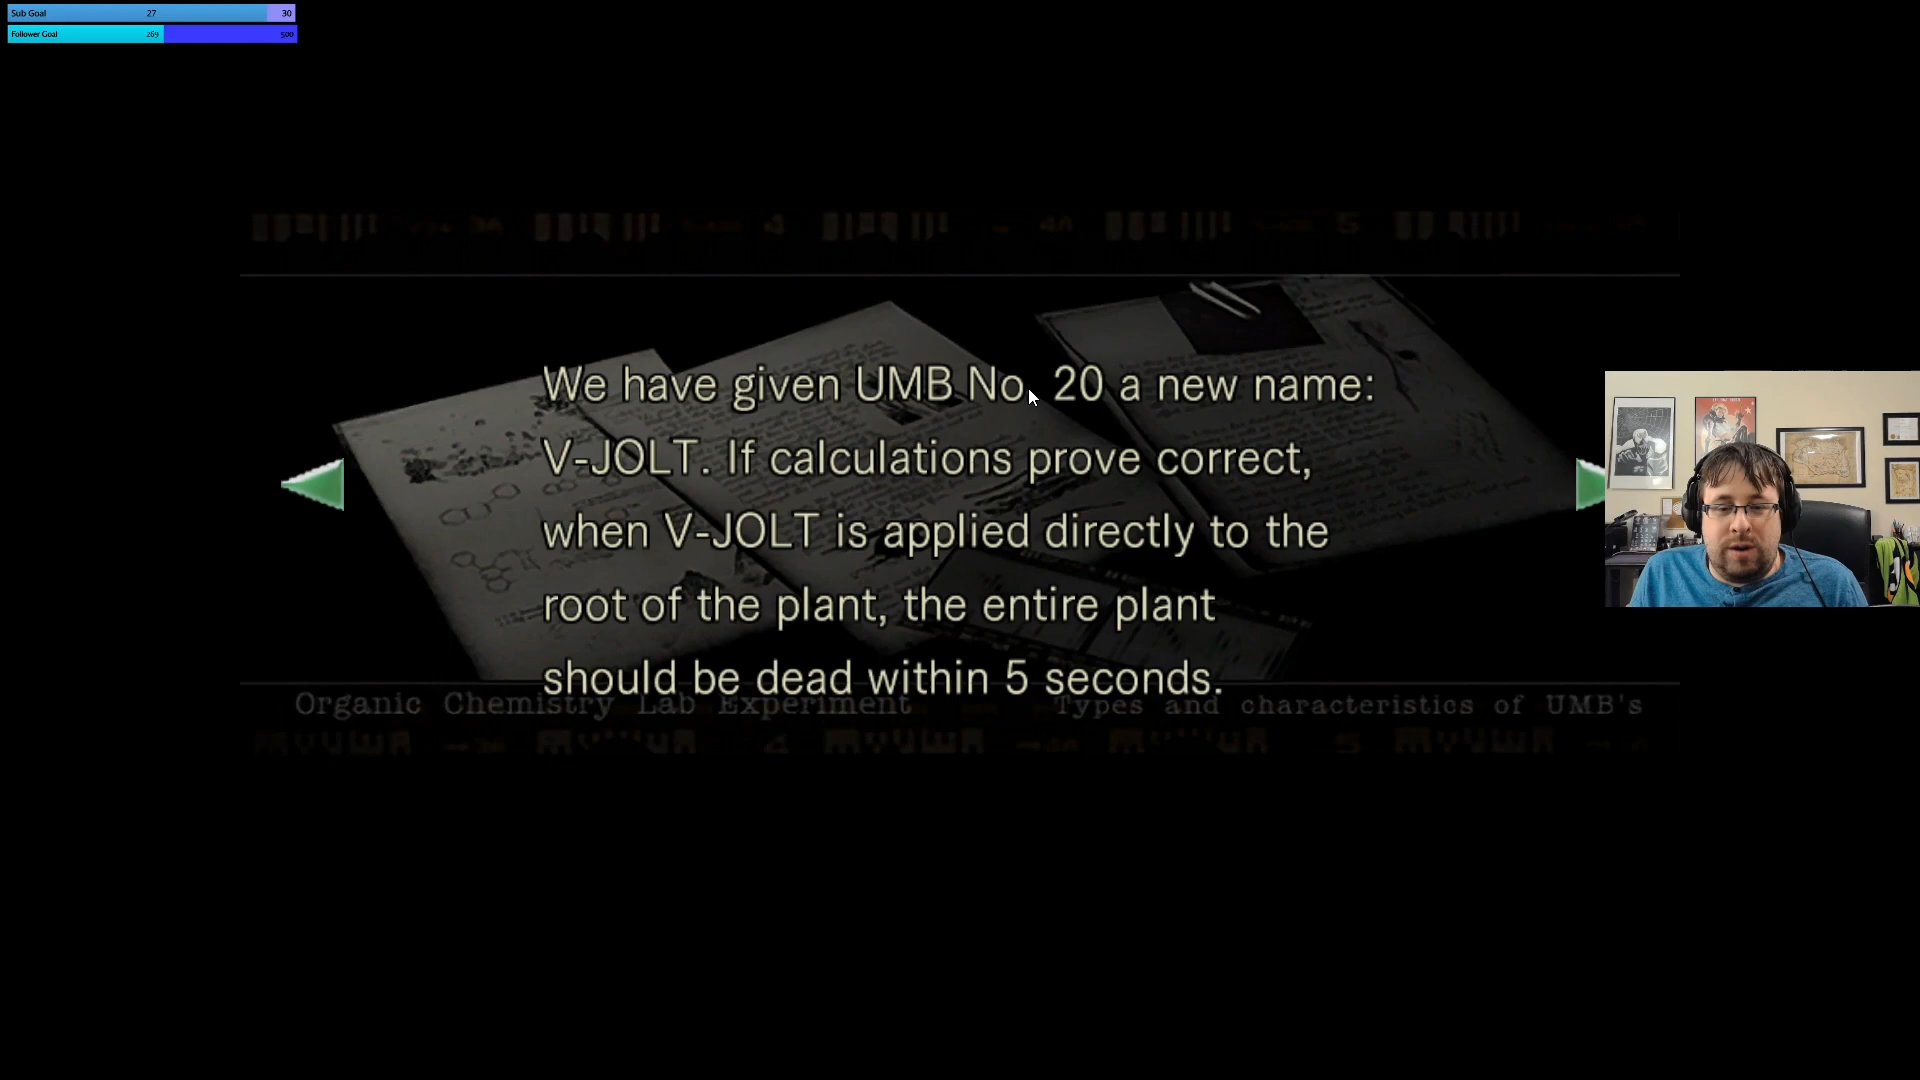 Sub Goal 27 30
Follower Goal 269 500
We have given UMB No. 20 a new name:
V-JOLT. If calculations prove correct,
when V-JOLT is applied directly to the
root of the plant, the entire plant
should be dead within 5 seconds.
Organic Chemistry Lab Experiment Types and characteristics of UMB's